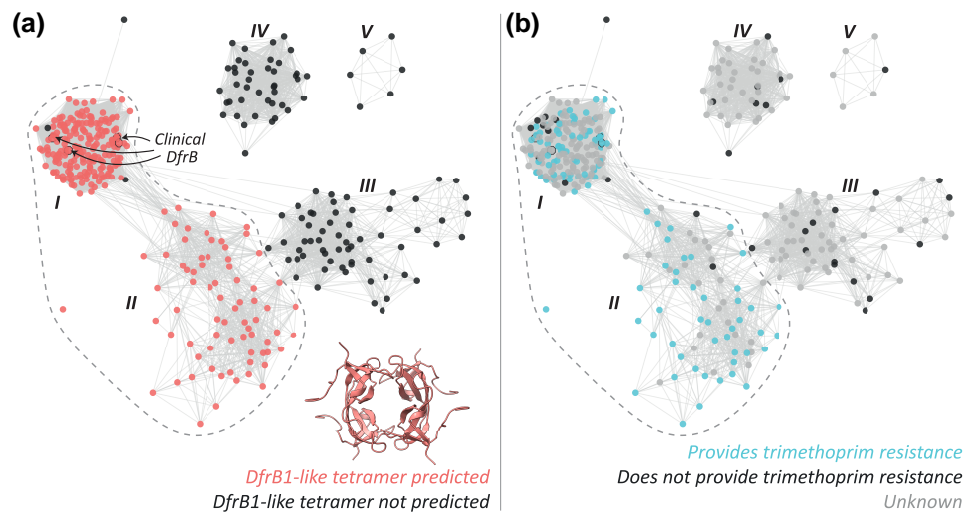 (a)
IV
V
Clinical
DfrB
I
III
II
DfrB1-like tetramer predicted
DfrB1-like tetramer not predicted
(b)
IV
V
I
III
II
Provides trimethoprim resistance
Does not provide trimethoprim resistance
Unknown